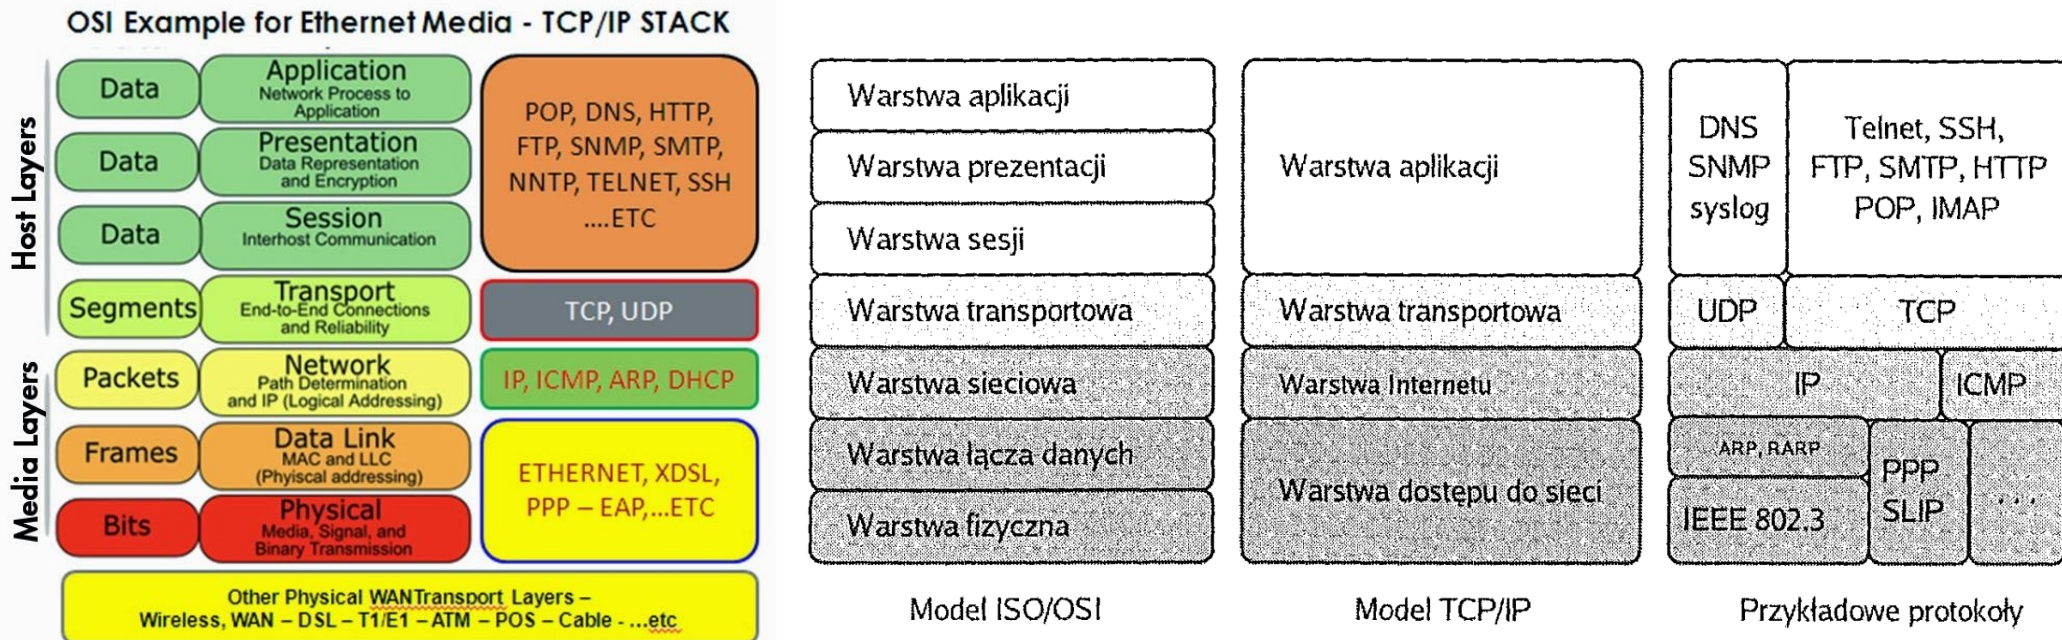 OSI Example for Ethernet Media - TCP/IP STACK
Host Layers
Media Layers
Data
Application
Network Process to
Application
Data
Presentation
Data Representation
and Encryption
Data
Session
Interhost Communication
POP, DNS, HTTP,
FTP, SNMP, SMTP,
NNTP, TELNET, SSH
....ETC
Segments
Transport
End-to-End Connections
and Reliability
TCP, UDP
Packets
Network
Path Determination
and IP (Logical Addressing)
IP, ICMP, ARP, DHCP
Frames
Data Link
MAC and LLC
(Phyiscal addressing)
Bits
Physical
Media, Signal, and
Binary Transmission
ETHERNET, XDSL,
PPP – EAP,...ETC
Other Physical WANTransport Layers –
Wireless, WAN – DSL – T1/E1 – ATM – POS – Cable - ...etc
Warstwa aplikacji
Warstwa prezentacji
Warstwa sesji
Warstwa transportowa
Warstwa sieciowa
Warstwa łącza danych
Warstwa fizyczna
Model ISO/OSI
Warstwa aplikacji
Warstwa transportowa
Warstwa Internetu
Warstwa dostępu do sieci
Model TCP/IP
DNS
SNMP
syslog
Telnet, SSH,
FTP, SMTP, HTTP
POP, IMAP
UDP
TCP
IP
ICMP
ARP, RARP
IEEE 802.3
PPP
SLIP
...
Przykładowe protokoły